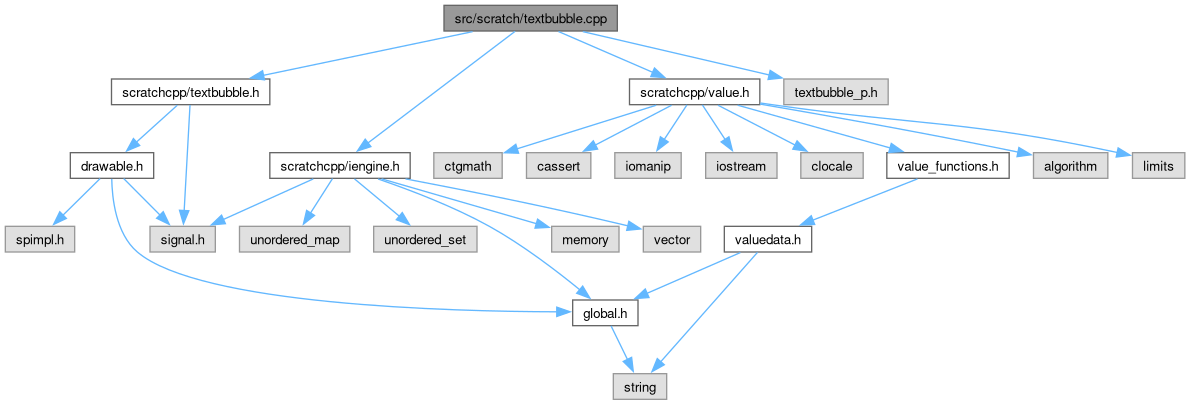 src/scratch/textbubble.cpp
scratchcpp/textbubble.h
scratchcpp/value.h
textbubble_p.h
drawable.h
scratchcpp/iengine.h
ctgmath
cassert
iomanip
iostream
clocale
value_functions.h
algorithm
limits
spimpl.h
signal.h
unordered_map
unordered_set
memory
vector
valuedata.h
global.h
string